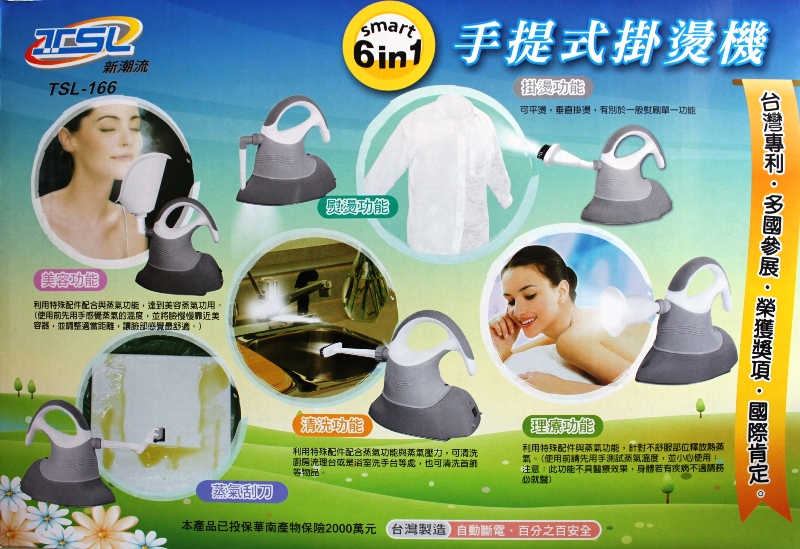 TSL
新潮流
TSL-166
smart
6in1
手提式掛燙機
掛燙功能
可平燙，垂直掛燙，有別於一般熨刷單一功能
熨燙功能
美容功能
利用特殊配件配合與蒸氣功能，達到美容蒸氣功用。
(使用前先用手感覺蒸氣的溫度，並將臉慢慢靠近美
容器，並調整適當距離，讓臉部感覺最舒適。)
清洗功能
利用特殊配件配合蒸氣功能與蒸氣壓力，可清洗
廚房流理台或是浴室洗手台等處，也可清洗首飾
等物品。
理療功能
利用特殊配件與蒸氣功能，針對不舒服部位釋放熱蒸
氣。(使用前請先用手測試蒸氣溫度，並小心使用；
注意：此功能不具醫療效果，身體若有疾病不適請務
必就醫)
蒸氣刮刀
台灣專利·多國參展·榮獲獎項·國際肯定。
本產品已投保華南產物保險2000萬元
台灣製造 自動斷電·百分之百安全